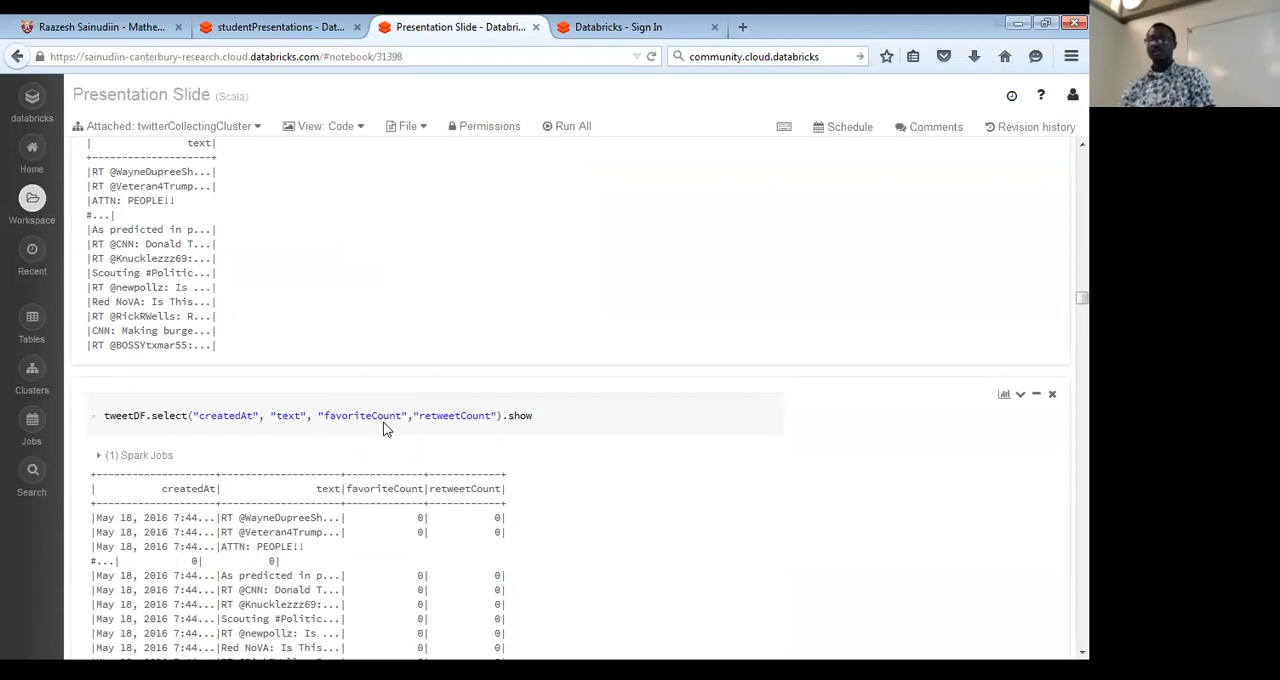 Raazesh Sainudiin - Mathe...
studentPresentations - Dat...
Presentation Slide - Databri...
Databricks - Sign In
https://sainudiin-canterbury-research.cloud.databricks.com/#notebook/31398
community.cloud.databricks
Presentation Slide (Scala)
databricks
Home
Workspace
Recent
Tables
Clusters
Jobs
Search
Attached: twitterCollectingCluster
View: Code
File
Permissions
Run All
Schedule
Comments
Revision history
| text|
+--------------------+
|RT @WayneDupreeSh...|
|RT @Veteran4Trump...|
|ATTN: PEOPLE!!
#...|
|As predicted in p...|
|RT @CNN: Donald T...|
|RT @Knucklezzz69:...|
|Scouting #Politic...|
|RT @newpollz: Is ...|
|Red NoVA: Is This...|
|RT @RickRWells: R...|
|CNN: Making burge...|
|RT @BOSSYtxmar55:...|
tweetDF.select("createdAt", "text", "favoriteCount","retweetCount").show
(1) Spark Jobs
+--------------------+--------------------+-------------+------------+
| createdAt| text|favoriteCount|retweetCount|
+--------------------+--------------------+-------------+------------+
|May 18, 2016 7:44...|RT @WayneDupreeSh...| 0| 0|
|May 18, 2016 7:44...|RT @Veteran4Trump...| 0| 0|
|May 18, 2016 7:44...|ATTN: PEOPLE!!
#...| 0| 0|
|May 18, 2016 7:44...|As predicted in p...| 0| 0|
|May 18, 2016 7:44...|RT @CNN: Donald T...| 0| 0|
|May 18, 2016 7:44...|RT @Knucklezzz69:...| 0| 0|
|May 18, 2016 7:44...|Scouting #Politic...| 0| 0|
|May 18, 2016 7:44...|RT @newpollz: Is ...| 0| 0|
|May 18, 2016 7:44...|Red NoVA: Is This...| 0| 0|